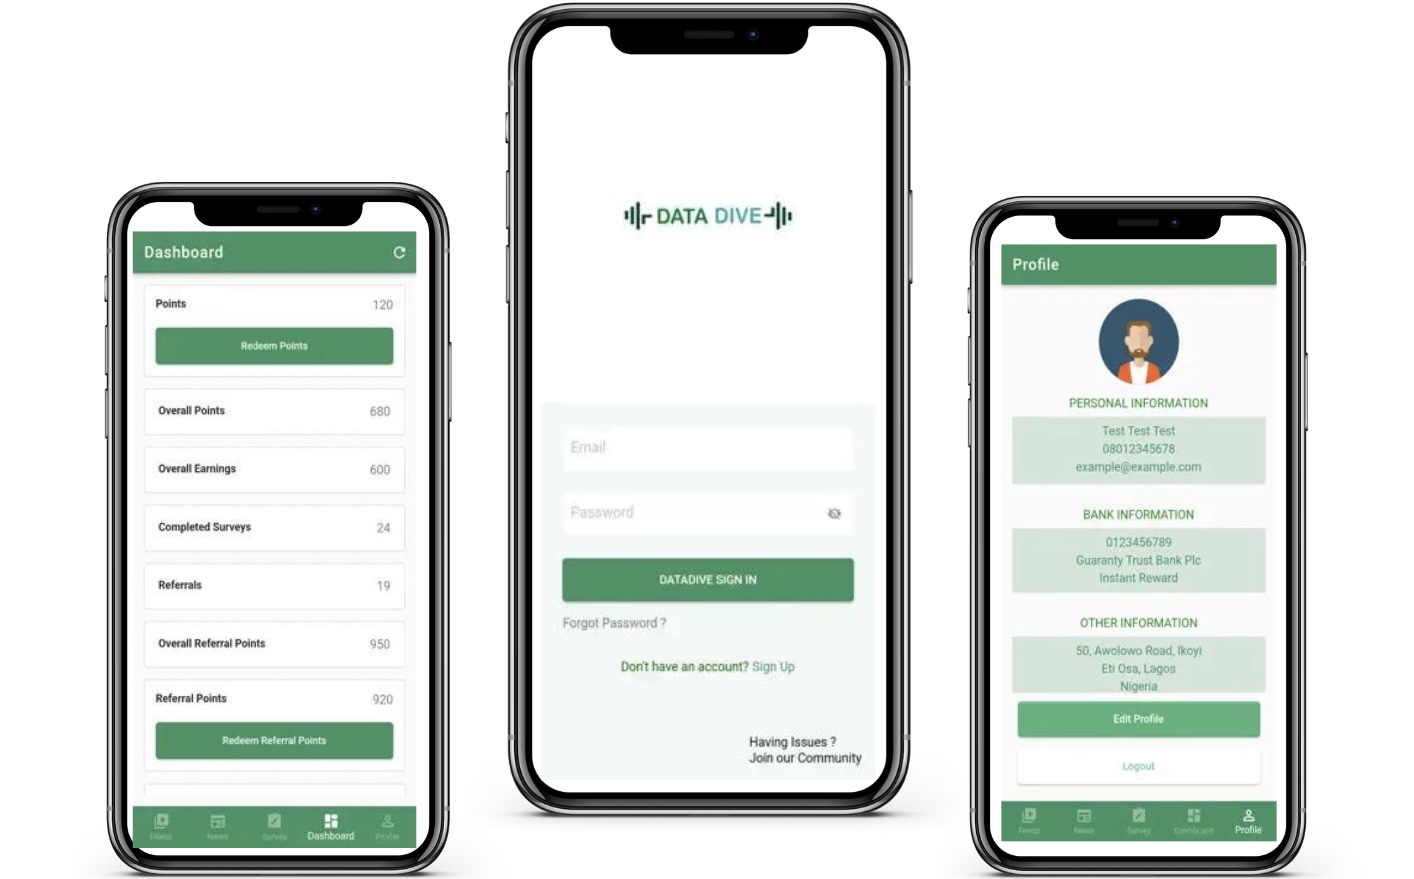 Dashboard
Points 120
Redeem Points
Overall Points 680
Overall Earnings 600
Completed Surveys 24
Referrals 19
Overall Referral Points 950
Referral Points 920
Redeem Referral Points
Feeds News Survey Dashboard Profile
DATA DIVE
Email
Password
DATADIVE SIGN IN
Forgot Password ?
Don't have an account? Sign Up
Having Issues ?
Join our Community
Profile
PERSONAL INFORMATION
Test Test Test
08012345678
example@example.com
BANK INFORMATION
0123456789
Guaranty Trust Bank Plc
Instant Reward
OTHER INFORMATION
50, Awolowo Road, Ikoyi
Eti Osa, Lagos
Nigeria
Edit Profile
Logout
Feeds News Survey Dashboard Profile